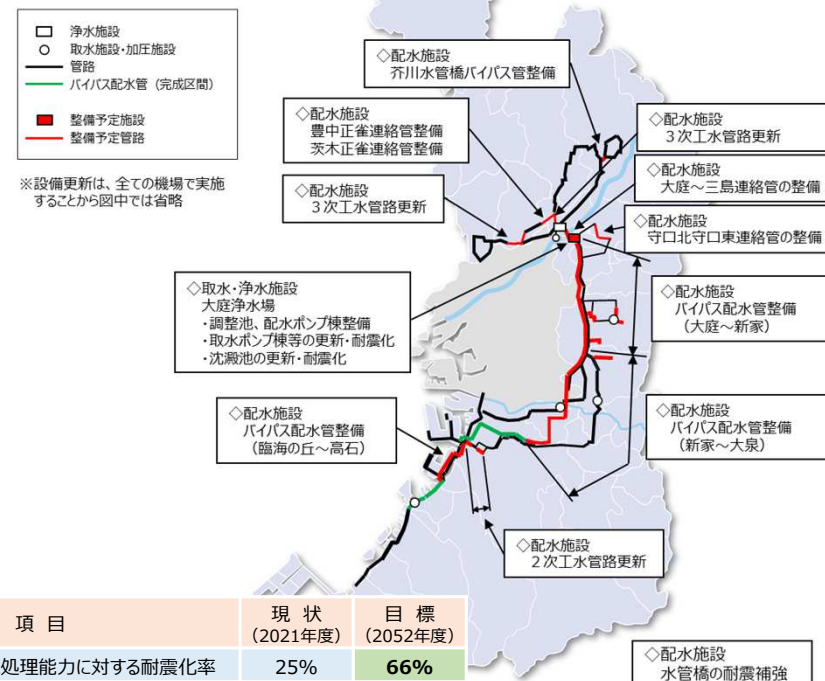 浄水施設
取水施設・加圧施設
管路
バイパス配水管（完成区間）
整備予定施設
整備予定管路
※設備更新は、全ての機場で実施
することから図中では省略
◇配水施設
芥川水管橋バイパス管整備
◇配水施設
豊中正雀連絡管整備
茨木正雀連絡管整備
◇配水施設
３次工水管路更新
◇配水施設
３次工水管路更新
◇配水施設
大庭～三島連絡管の整備
◇配水施設
守口北守口東連絡管の整備
◇取水・浄水施設
大庭浄水場
・調整池、配水ポンプ棟整備
・取水ポンプ棟等の更新・耐震化
・沈澱池の更新・耐震化
◇配水施設
バイパス配水管整備
（大庭～新家）
◇配水施設
バイパス配水管整備
（臨海の丘～高石）
◇配水施設
バイパス配水管整備
（新家～大泉）
◇配水施設
２次工水管路更新
項 目
現 状
（2021年度）
目 標
（2052年度）
処理能力に対する耐震化率
25%
66%
◇配水施設
水管橋の耐震補強